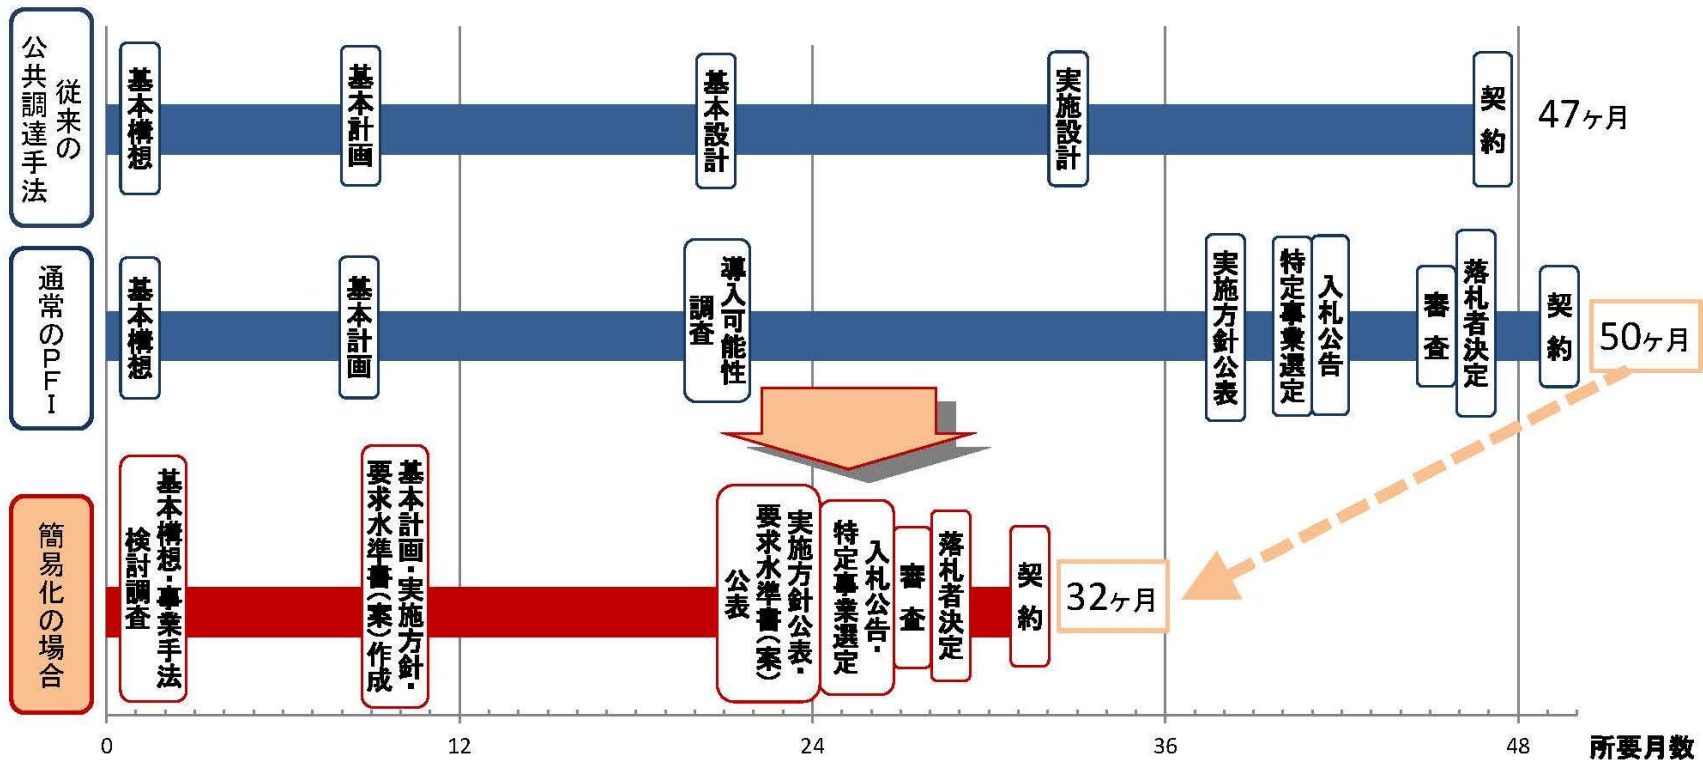 従来の
公共調達手法
基本構想
基本計画
基本設計
実施設計
契約
47ヶ月
通常のPFI
基本構想
基本計画
導入可能性
調査
実施方針公表
特定事業選定
入札公告
審査
落札者決定
契約
50ヶ月
簡易化の場合
基本構想・事業手法
検討調査
基本計画・実施方針・
要求水準書(案)作成
実施方針公表・
要求水準書(案)
公表
入札公告・
特定事業選定
審査
落札者決定
契約
32ヶ月
0
12
24
36
48
所要月数